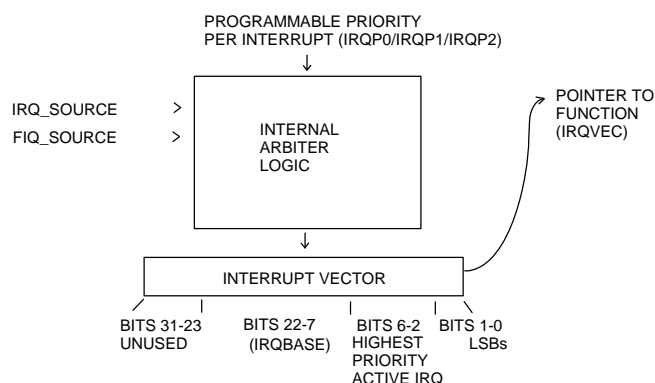 PROGRAMMABLE PRIORITY
PER INTERRUPT (IRQP0/IRQP1/IRQP2)
IRQ_SOURCE
FIQ_SOURCE
INTERNAL
ARBITER
LOGIC
POINTER TO
FUNCTION
(IRQVEC)
INTERRUPT VECTOR
BITS 31-23
UNUSED
BITS 22-7
(IRQBASE)
BITS 6-2
HIGHEST
PRIORITY
ACTIVE IRQ
BITS 1-0
LSBs